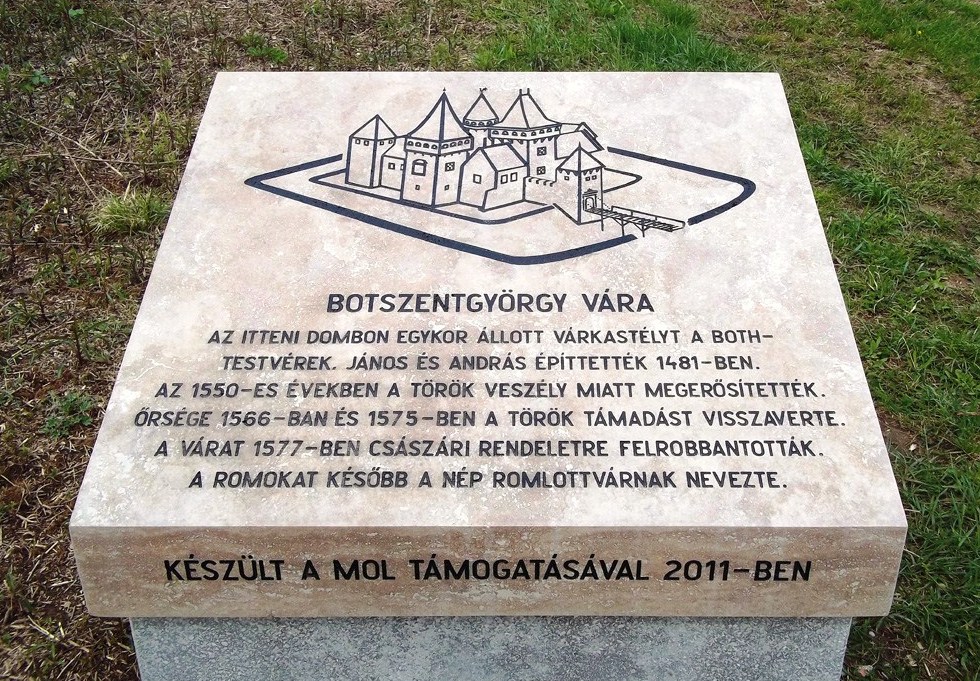 BOTSZENTGYÖRGY VÁRA
AZ ITTENI DOMBON EGYKOR ÁLLOTT VÁRKASTÉLYT A BOTH-
TESTVÉREK, JÁNOS ÉS ANDRÁS ÉPÍTTETTÉK 1481-BEN.
AZ 1550-ES ÉVEKBEN A TÖRÖK VESZÉLY MIATT MEGERŐSÍTETTÉK.
ŐRSÉGE 1566-BAN ÉS 1575-BEN A TÖRÖK TÁMADÁST VISSZAVERTE.
A VÁRAT 1577-BEN CSÁSZÁRI RENDELETRE FELROBBANTOTTÁK.
A ROMOKAT KÉSŐBB A NÉP ROMLOTTVÁRNAK NEVEZTE.
KÉSZÜLT A MOL TÁMOGATÁSÁVAL 2011-BEN